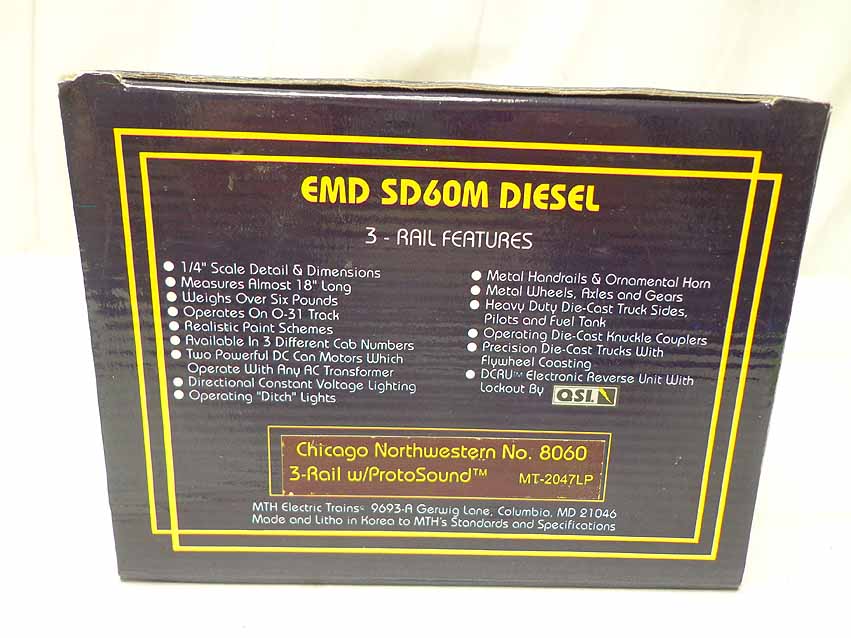 EMD SD60M DIESEL
3 - RAIL FEATURES
1/4" Scale Detail & Dimensions
Measures Almost 18" Long
Weighs Over Six Pounds
Operates On O-31 Track
Realistic Paint Schemes
Available In 3 Different Cab Numbers
Two Powerful DC Can Motors Which
Operate With Any AC Transformer
Directional Constant Voltage Lighting
Operating "Ditch" Lights
Metal Handrails & Ornamental Horn
Metal Wheels, Axles and Gears
Heavy Duty Die-Cast Truck Sides,
Pilots and Fuel Tank
Operating Die-Cast Knuckle Couplers
Precision Die-Cast Trucks With
Flywheel Coasting
DCRU™ Electronic Reverse Unit With
Lockout By QSI
Chicago Northwestern No. 8060
3-Rail w/ProtoSound™ MT-2047LP
MTH Electric Trains® 9693-A Gerwig Lane, Columbia, MD 21046
Made and Litho in Korea to MTH's Standards and Specifications